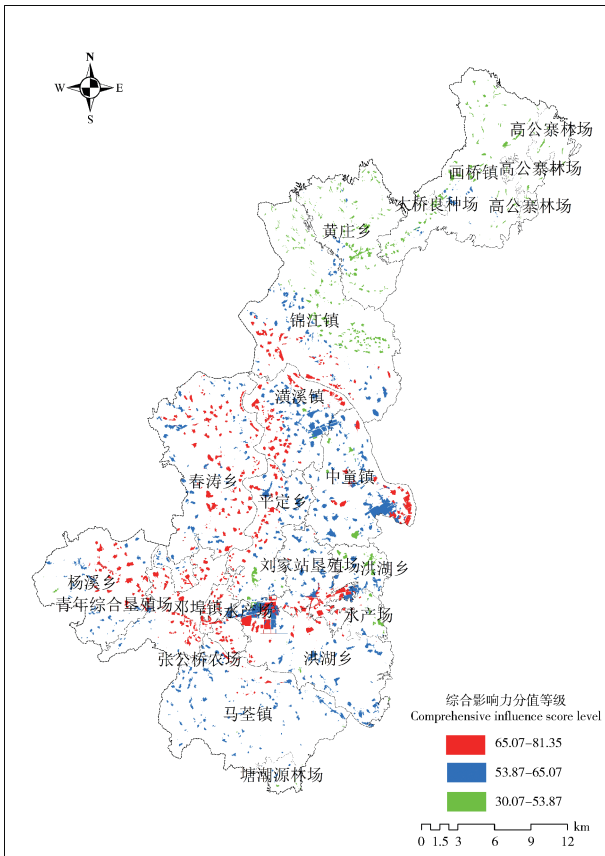 N
W E
S
高公寨林场
画桥镇
高公寨林场
大桥良种场
高公寨林场
黄庄乡
锦江镇
潢溪镇
春涛乡
中童镇
平定乡
刘家站垦殖场
洪湖乡
杨溪乡
青年综合垦殖场
邓埠镇
水产场
水产场
张公桥农场
洪湖乡
马荃镇
塘潮源林场
综合影响力分值等级
Comprehensive influence score level
65.07-81.35
53.87-65.07
30.07-53.87
km
0 1.5 3 6 9 12